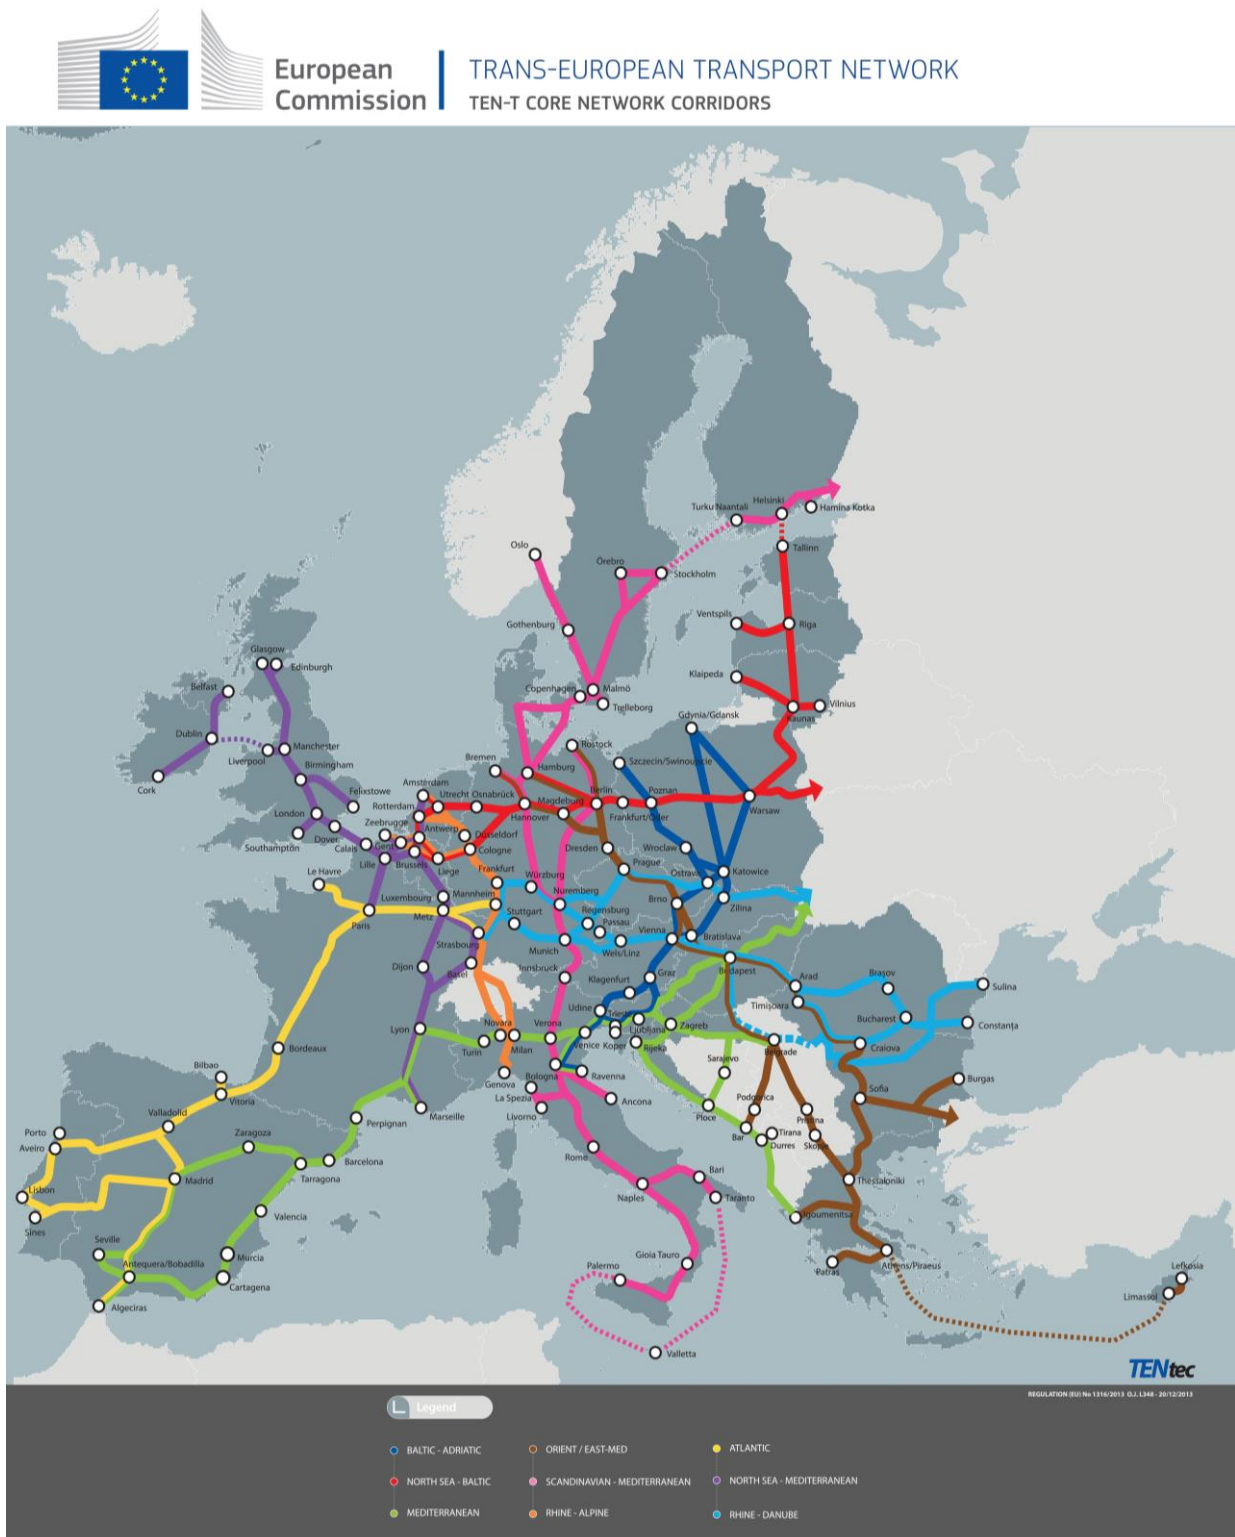 European
Commission
TRANS-EUROPEAN TRANSPORT NETWORK
TEN-T CORE NETWORK CORRIDORS
Turku Naantali
Helsinki
Hamina Kotka
Tallinn
Oslo
Örebro
Stockholm
Ventspils
Riga
Gothenburg
Glasgow
Edinburgh
Klaipeda
Belfast
Copenhagen
Malmö
Trelleborg
Vilnius
Kaunas
Gdynia/Gdansk
Dublin
Manchester
Liverpool
Rostock
Bremen
Hamburg
Szczecin/Swinoujscie
Birmingham
Cork
Amsterdam
Felixstowe
Utrecht
Osnabrück
Magdeburg
Berlin
Poznan
Rotterdam
London
Hannover
Frankfurt/Oder
Warsaw
Zeebrugge
Southampton
Dover
Antwerp
Düsseldorf
Calais
Gent
Cologne
Dresden
Wroclaw
Lille
Brussels
Liege
Prague
Le Havre
Frankfurt
Würzburg
Ostrava
Katowice
Luxembourg
Mannheim
Nuremberg
Brno
Zilina
Paris
Metz
Stuttgart
Regensburg
Passau
Vienna
Bratislava
Strasbourg
Munich
Wels/Linz
Dijon
Basel
Innsbruck
Klagenfurt
Graz
Budapest
Arad
Braşov
Sulina
Timişoara
Udine
Trieste
Bucharest
Constanţa
Lyon
Novara
Verona
Ljubljana
Zagreb
Turin
Milan
Venice
Koper
Rijeka
Belgrade
Craiova
Bordeaux
Bilbao
Genova
Bologna
Ravenna
Sarajevo
Sofia
Burgas
Vitoria
La Spezia
Ancona
Livorno
Valladolid
Perpignan
Marseille
Ploce
Podgorica
Pristina
Porto
Aveiro
Zaragoza
Bar
Tirana
Durres
Skopje
Rome
Barcelona
Tarragona
Madrid
Bari
Lisbon
Naples
Taranto
Thessaloniki
Sines
Valencia
Igoumenitsa
Seville
Murcia
Gioia Tauro
Antequera/Bobadilla
Palermo
Patras
Athens/Piraeus
Cartagena
Lefkosia
Limassol
Algeciras
Valletta
TENtec
REGULATION (EU) No 1316/2013 O.J. L348 - 20/12/2013
Legend
BALTIC - ADRIATIC
ORIENT / EAST-MED
ATLANTIC
NORTH SEA - BALTIC
SCANDINAVIAN - MEDITERRANEAN
NORTH SEA - MEDITERRANEAN
MEDITERRANEAN
RHINE - ALPINE
RHINE - DANUBE